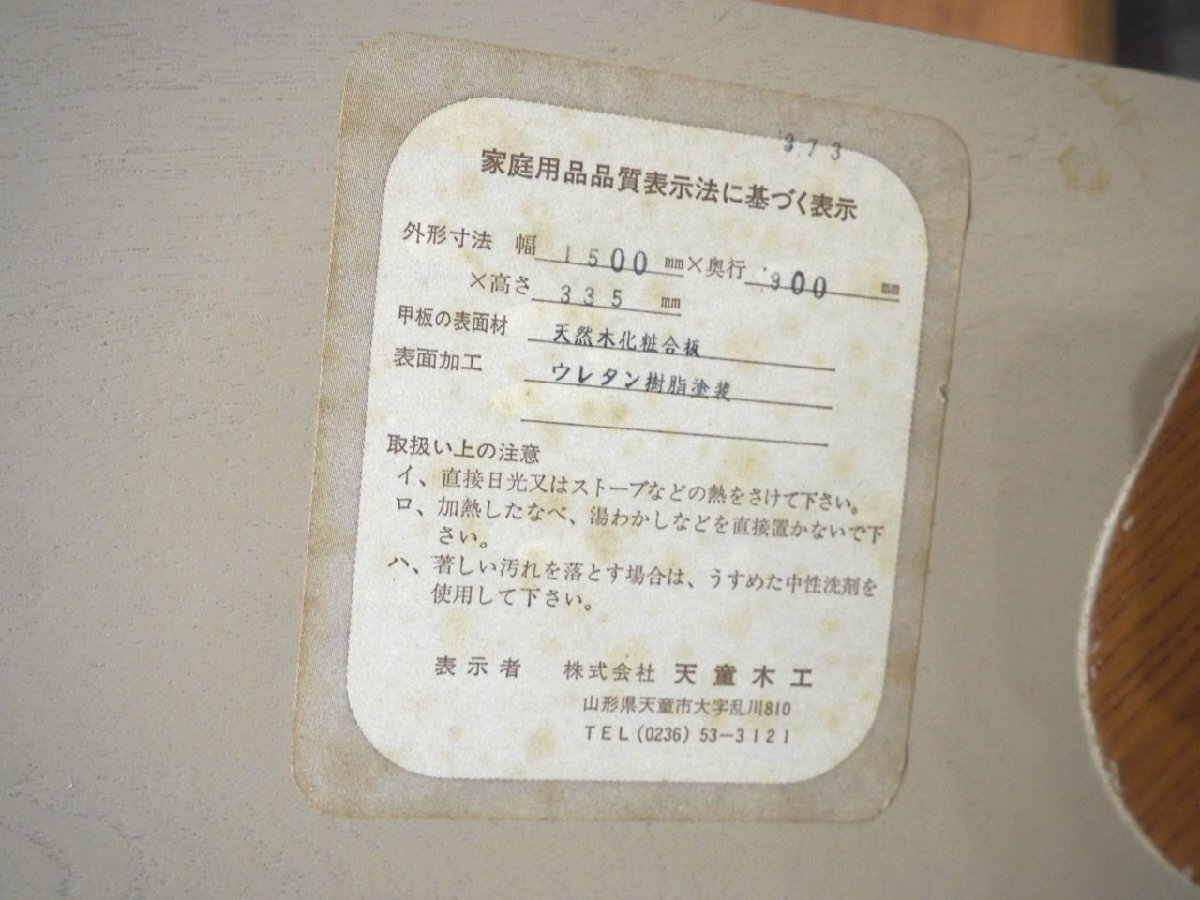 '373
家庭用品品質表示法に基づく表示
外形寸法 幅 1500 mm×奥行 900 mm
×高さ 335 mm
甲板の表面材 天然木化粧合板
表面加工 ウレタン樹脂塗装
取扱い上の注意
イ、直接日光又はストーブなどの熱をさけて下さい。
ロ、加熱したなべ、湯わかしなどを直接置かないで下
さい。
ハ、著しい汚れを落とす場合は、うすめた中性洗剤を
使用して下さい。
表示者 株式会社 天童木工
山形県天童市大字乱川810
TEL(0236)53-3121